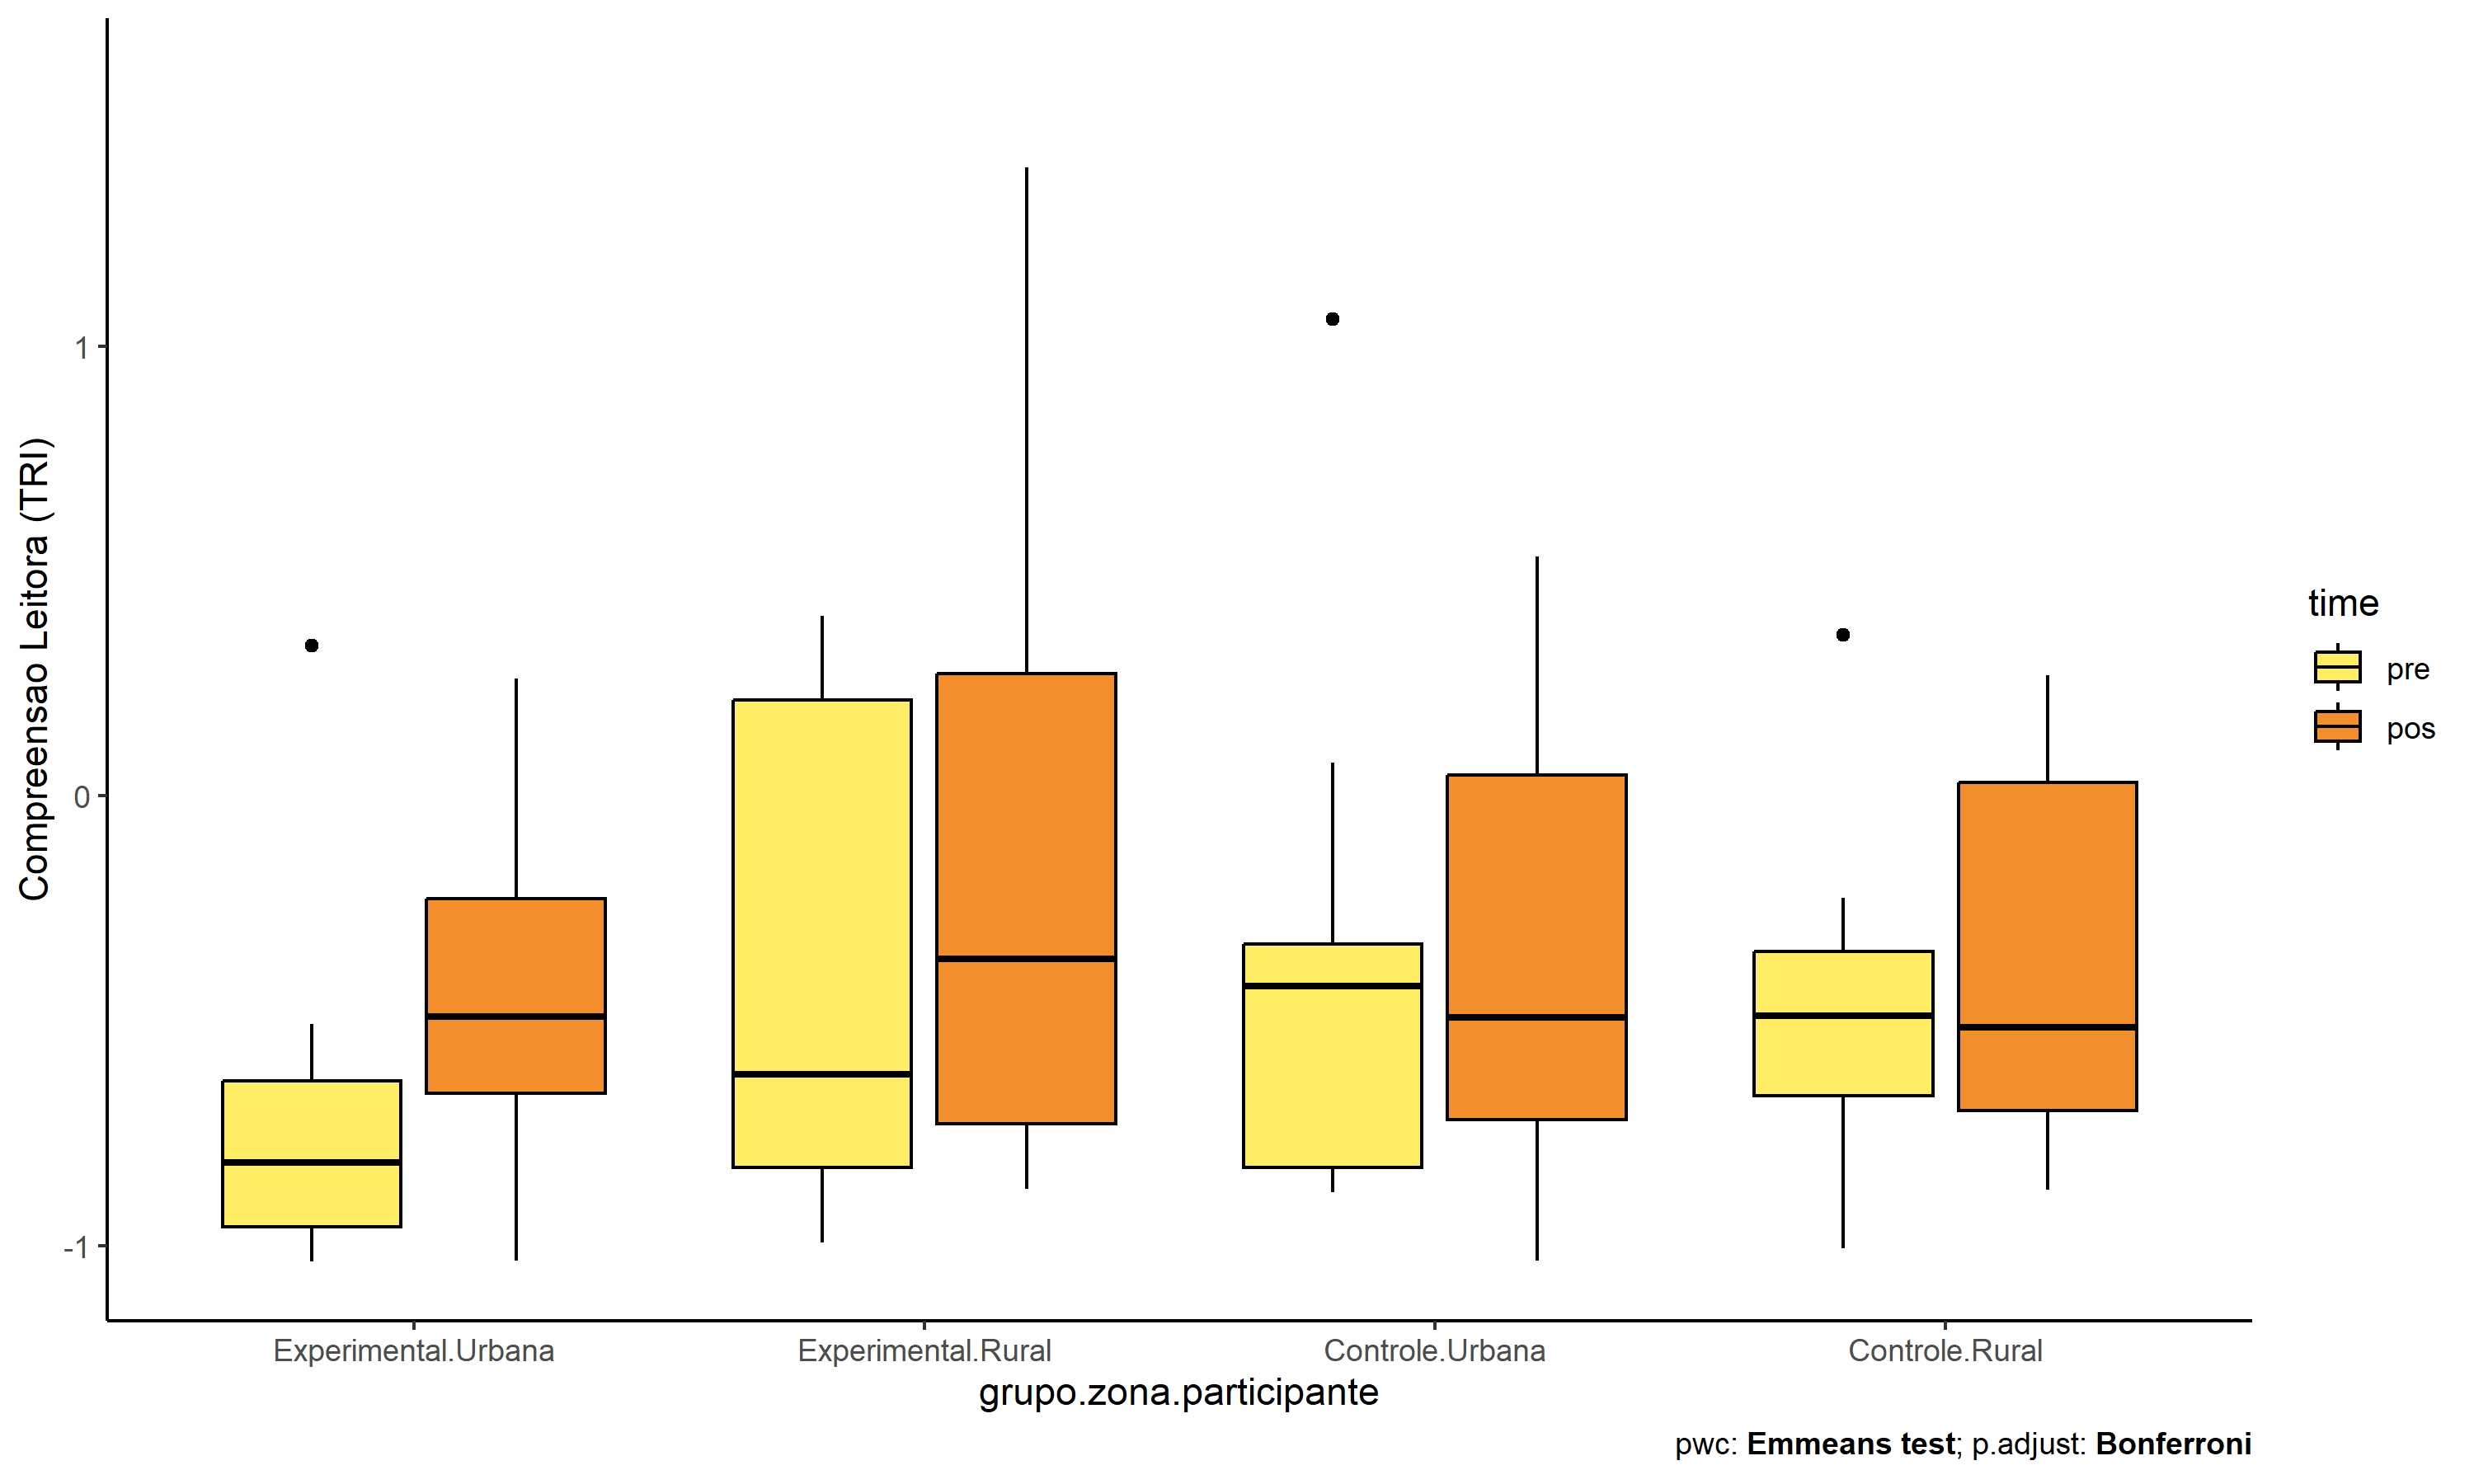 Compreensao Leitora (TRI)
1
0
-1
Experimental.Urbana
Experimental.Rural
Controle.Urbana
Controle.Rural
grupo.zona.participante
time
pre
pos
pwc: Emmeans test; p.adjust: Bonferroni